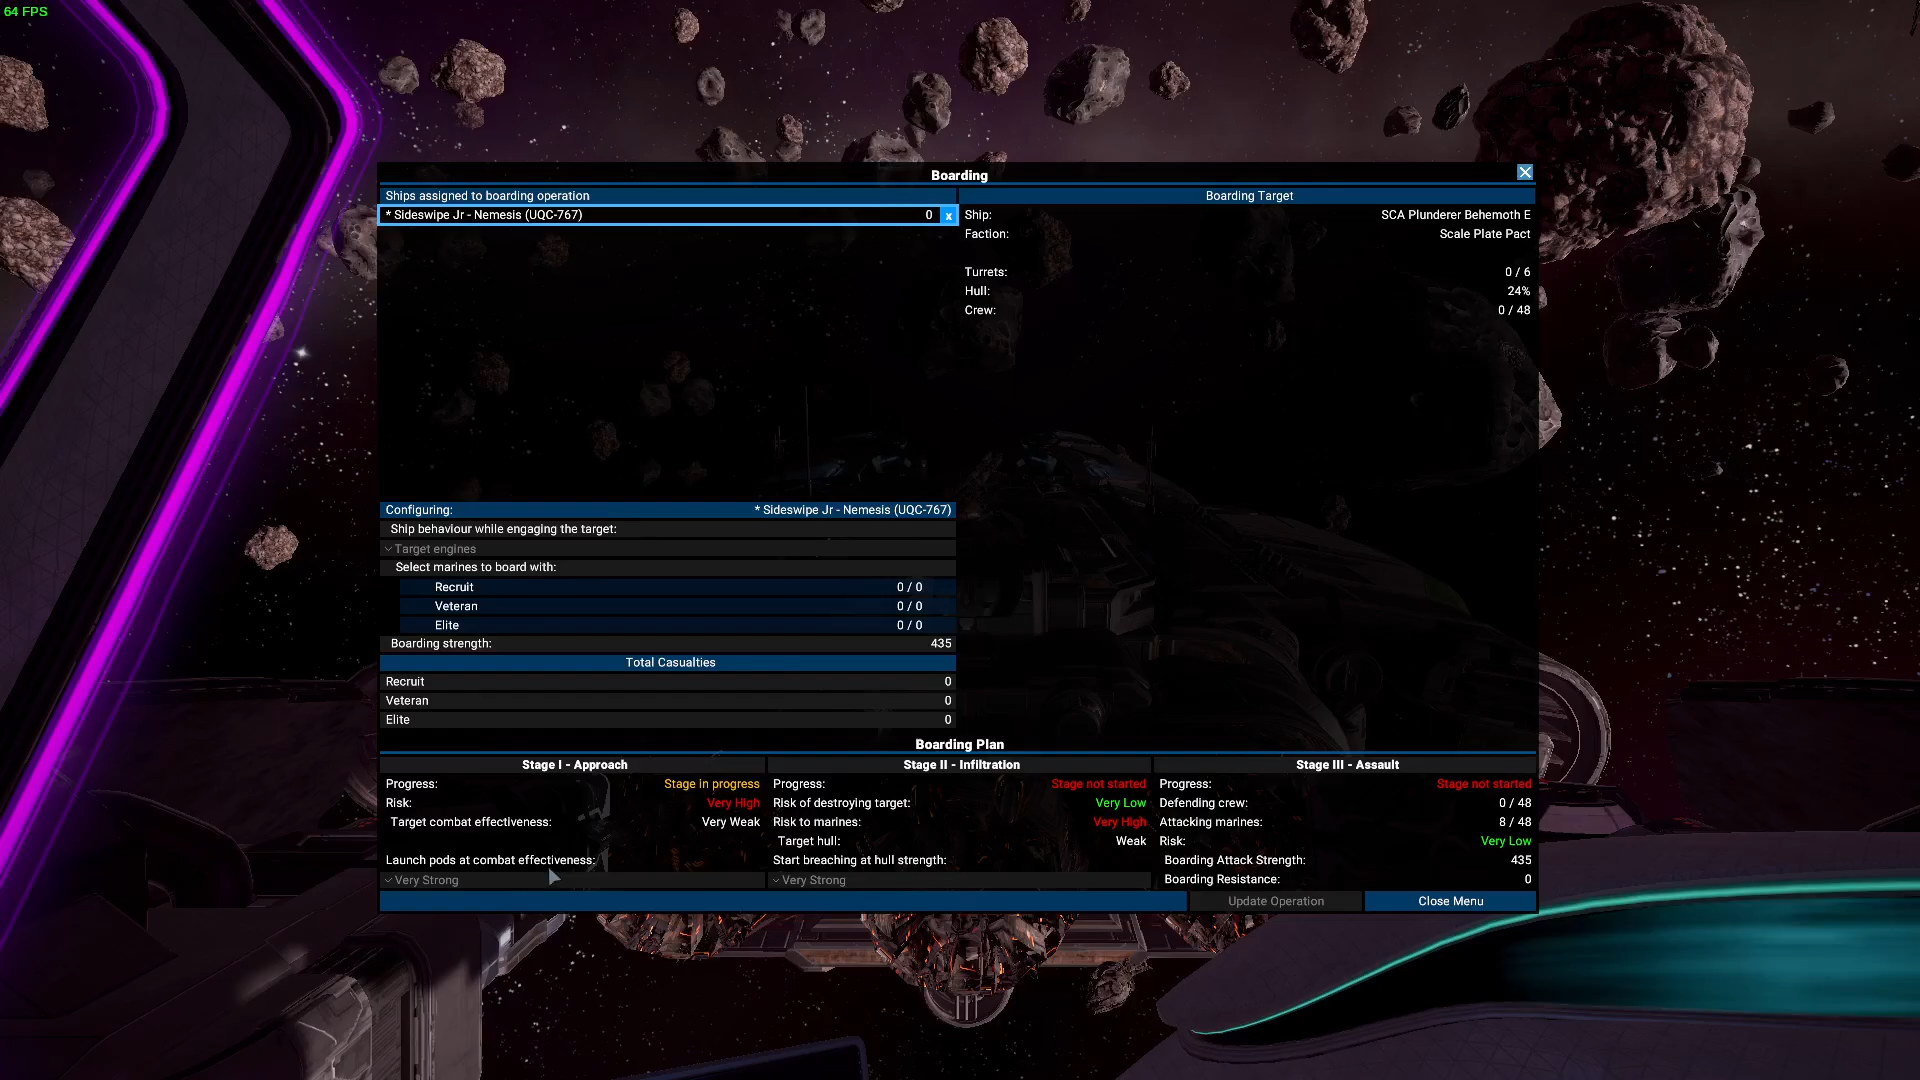 64 FPS
Boarding
Ships assigned to boarding operation
* Sideswipe Jr - Nemesis (UQC-767) 0 x
Configuring: * Sideswipe Jr - Nemesis (UQC-767)
Ship behaviour while engaging the target:
Target engines
Select marines to board with:
Recruit 0 / 0
Veteran 0 / 0
Elite 0 / 0
Boarding strength: 435
Total Casualties
Recruit 0
Veteran 0
Elite 0
Boarding Target
Ship: SCA Plunderer Behemoth E
Faction: Scale Plate Pact
Turrets: 0 / 6
Hull: 24%
Crew: 0 / 48
Boarding Plan
Stage I - Approach
Progress: Stage in progress
Risk: Very High
Target combat effectiveness: Very Weak
Launch pods at combat effectiveness:
Very Strong
Stage II - Infiltration
Progress: Stage not started
Risk of destroying target: Very Low
Risk to marines: Very High
Target hull: Weak
Start breaching at hull strength:
Very Strong
Stage III - Assault
Progress: Stage not started
Defending crew: 0 / 48
Attacking marines: 8 / 48
Risk: Very Low
Boarding Attack Strength: 435
Boarding Resistance: 0
Update Operation
Close Menu